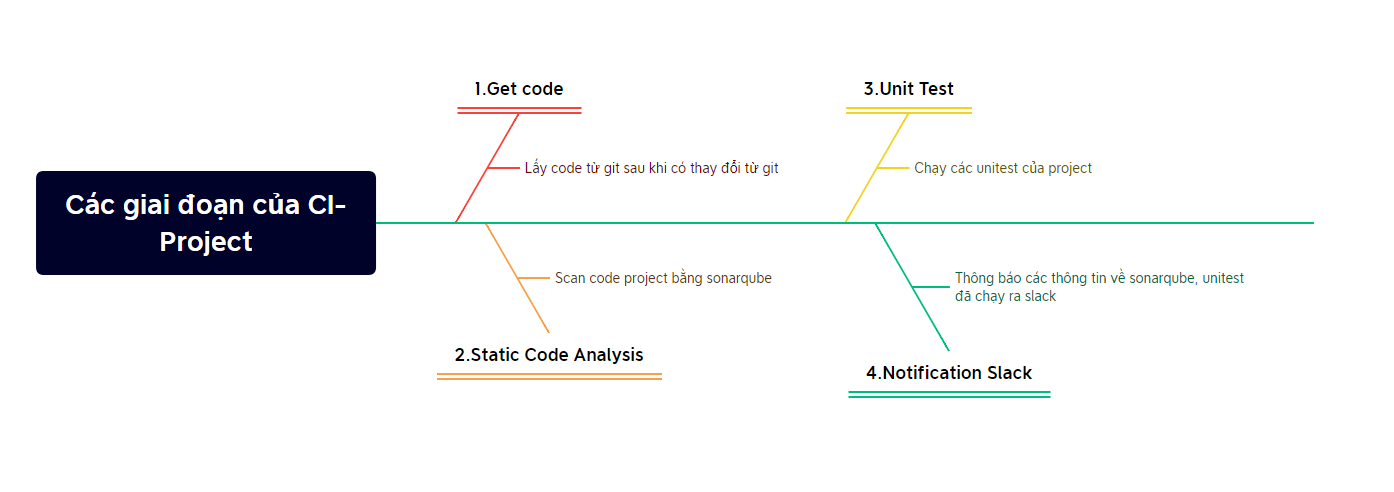 Các giai đoạn của CI-
Project
1.Get code
Lấy code từ git sau khi có thay đổi từ git
2.Static Code Analysis
Scan code project bằng sonarqube
3.Unit Test
Chạy các unitest của project
4.Notification Slack
Thông báo các thông tin về sonarqube, unitest
đã chạy ra slack